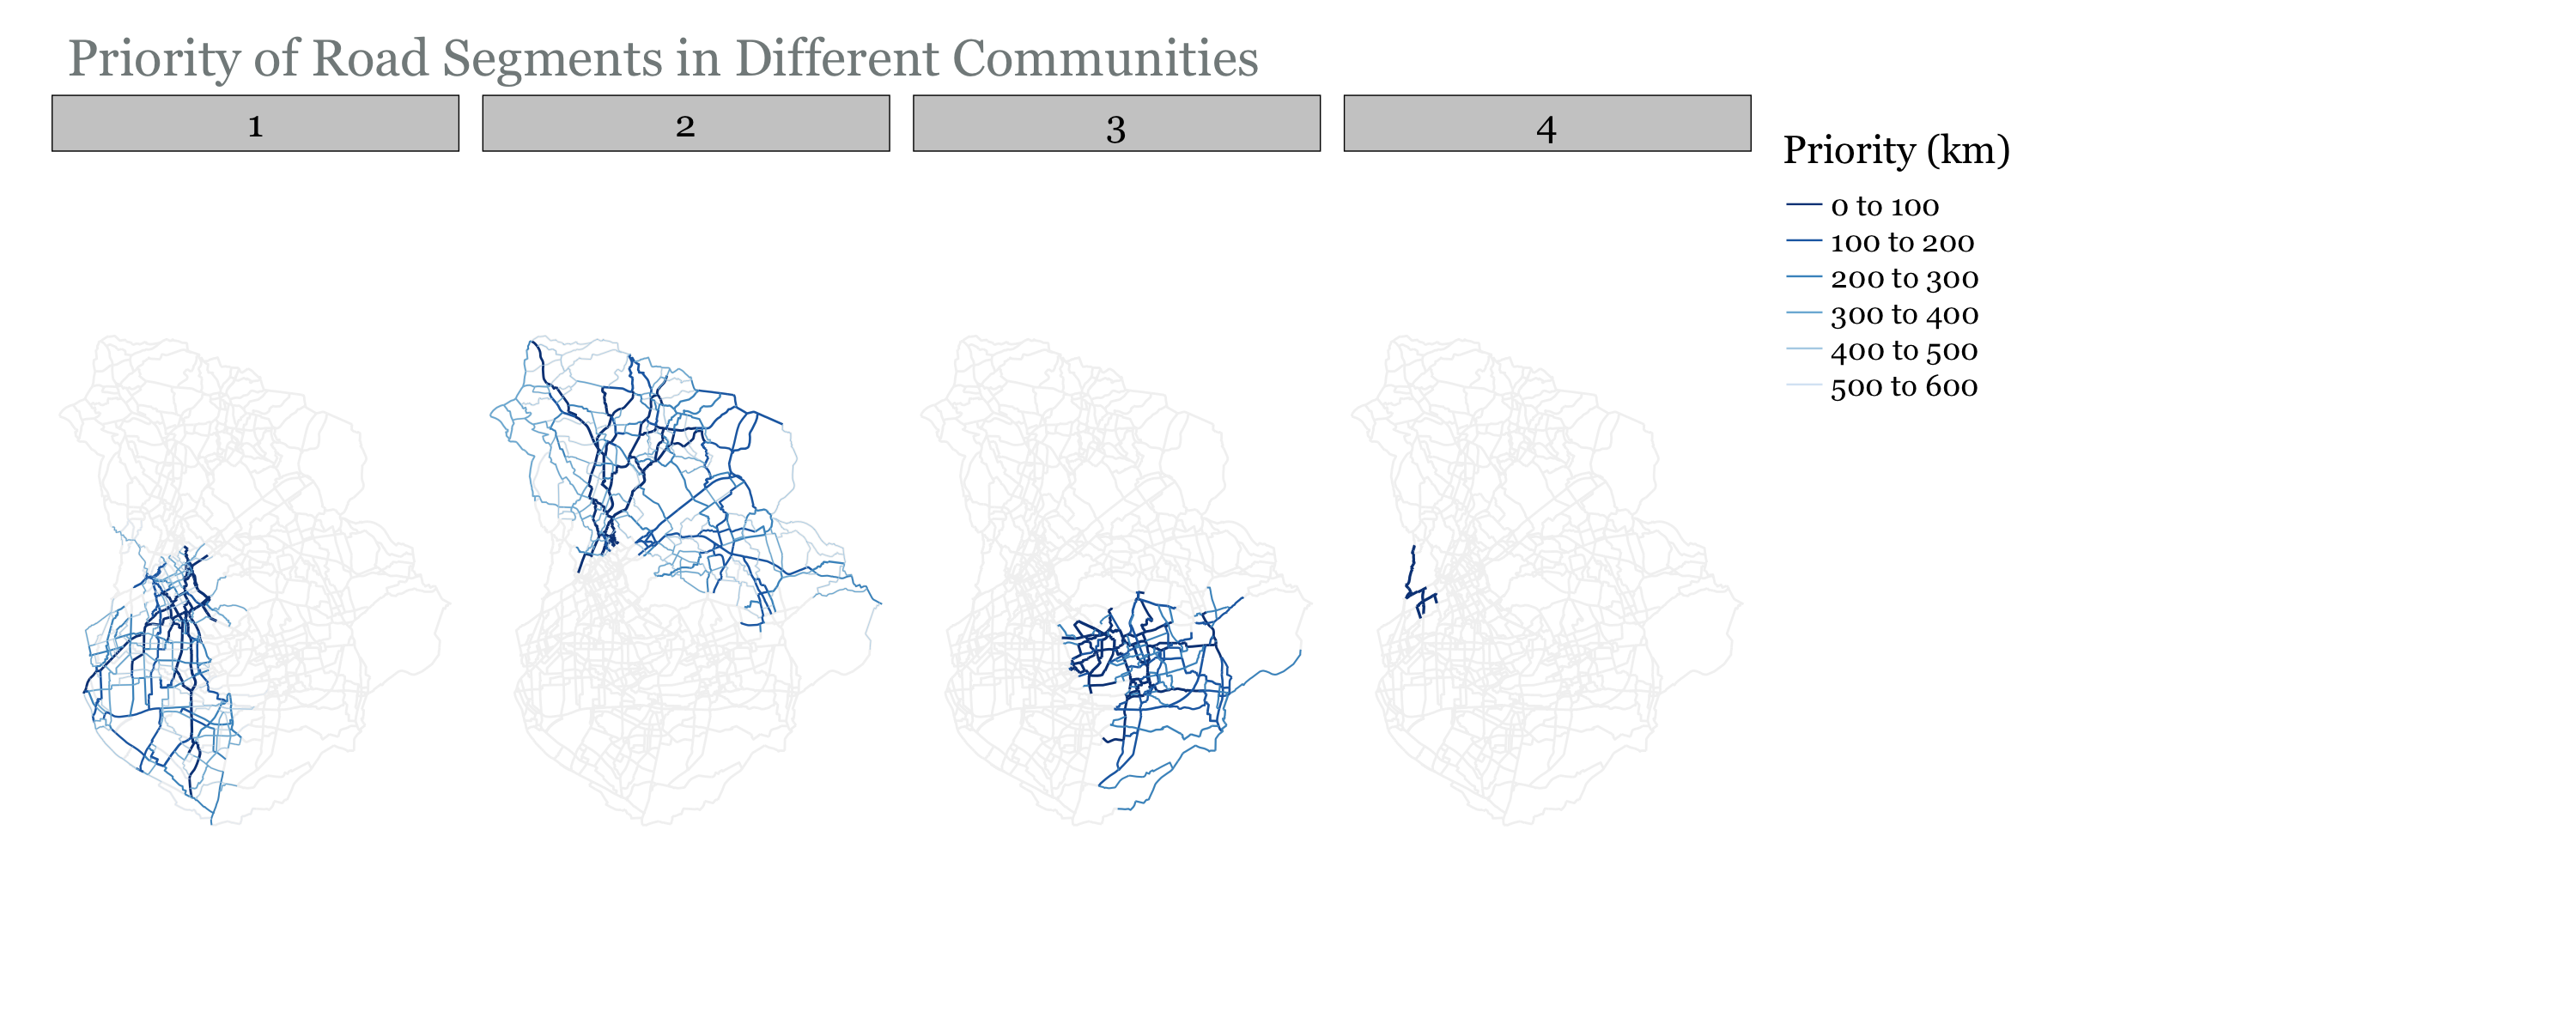 Priority of Road Segments in Different Communities
1
2
3
4
Priority (km)
0 to 100
100 to 200
200 to 300
300 to 400
400 to 500
500 to 600